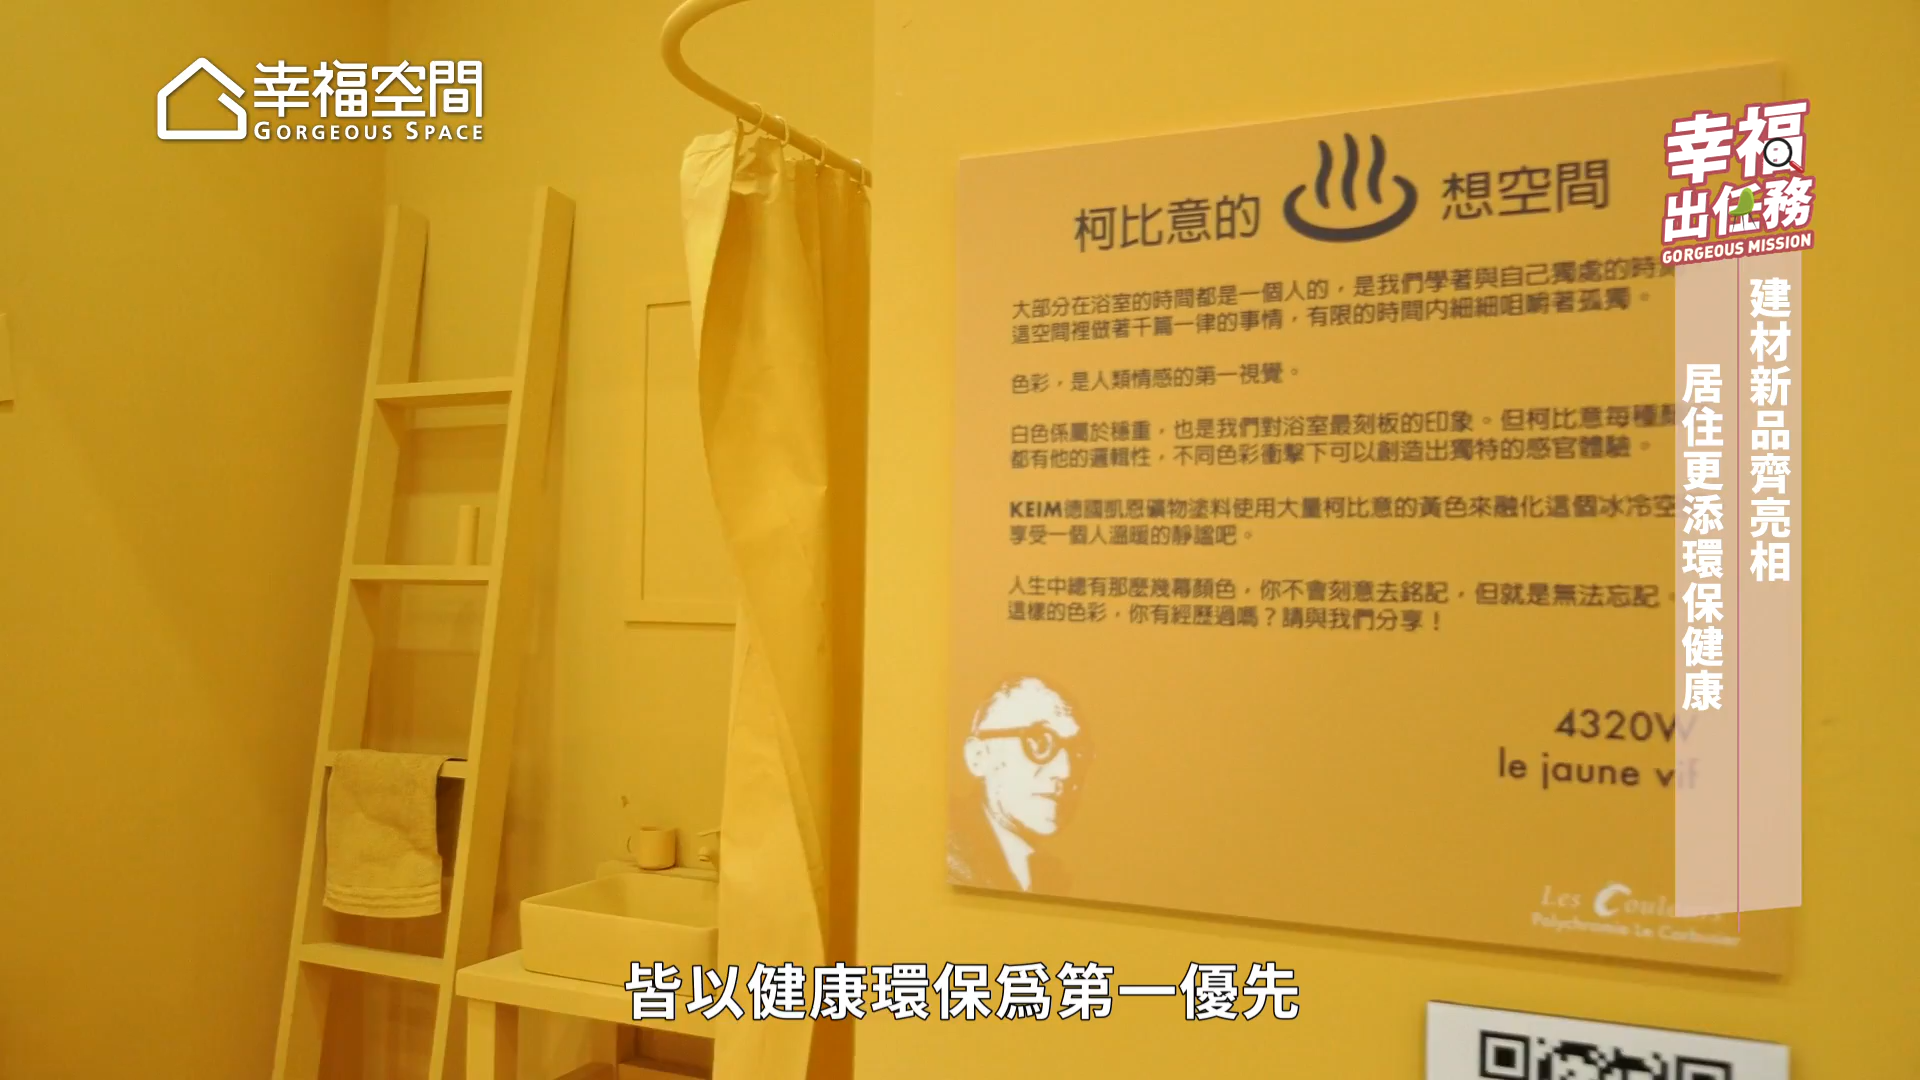 幸福空間
GORGEOUS SPACE
幸福
出任務
GORGEOUS MISSION
建材新品齊亮相
居住更添環保健康
柯比意的 想空間
大部分在浴室的時間都是一個人的，是我們學著與自己獨處的時
這空間裡做著千篇一律的事情，有限的時間內細細咀嚼著孤獨。
色彩，是人類情感的第一視覺。
白色係屬於穩重，也是我們對浴室最刻板的印象。但柯比意每種
都有他的邏輯性，不同色彩衝擊下可以創造出獨特的感官體驗。
KEIM德國凱恩礦物塗料使用大量柯比意的黃色來融化這個冰冷空
享受一個人溫暖的靜謐吧。
人生中總有那麼幾幕顏色，你不會刻意去銘記，但就是無法忘記。
這樣的色彩，你有經歷過嗎？請與我們分享！
4320W
le jaune vif
Les Couleurs
Polychromie Le Corbusier
皆以健康環保爲第一優先